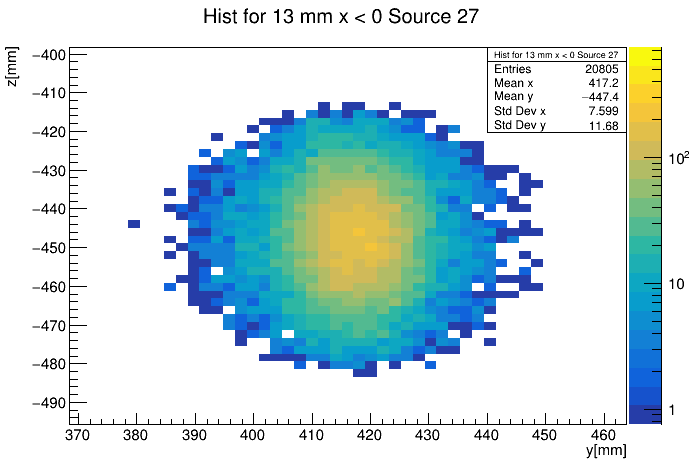 Hist for 13 mm x < 0 Source 27
z[mm]
−400
−410
−420
−430
−440
−450
−460
−470
−480
−490
370 380 390 400 410 420 430 440 450 460
y[mm]
Hist for 13 mm x < 0 Source 27
Entries 20805
Mean x 417.2
Mean y −447.4
Std Dev x 7.599
Std Dev y 11.68
10²
10
1